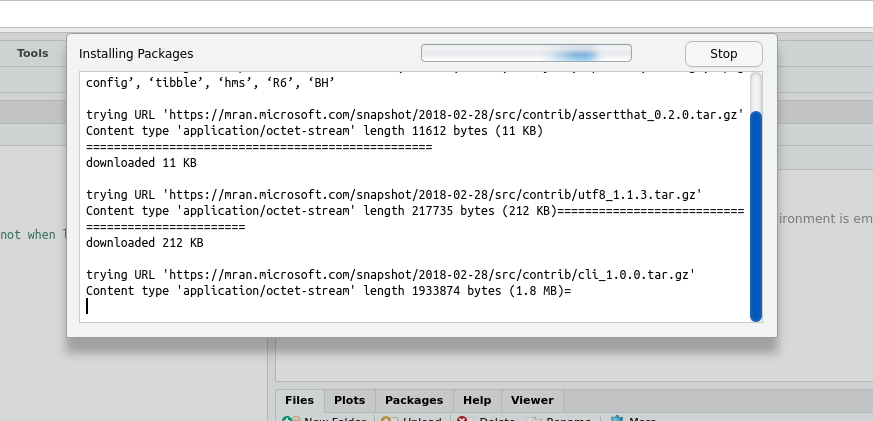 Tools
Installing Packages
Stop
config’, ‘tibble’, ‘hms’, ‘R6’, ‘BH’
trying URL 'https://mran.microsoft.com/snapshot/2018-02-28/src/contrib/assertthat_0.2.0.tar.gz'
Content type 'application/octet-stream' length 11612 bytes (11 KB)
==================================================
downloaded 11 KB
trying URL 'https://mran.microsoft.com/snapshot/2018-02-28/src/contrib/utf8_1.1.3.tar.gz'
Content type 'application/octet-stream' length 217735 bytes (212 KB)===========================
=======================
downloaded 212 KB
trying URL 'https://mran.microsoft.com/snapshot/2018-02-28/src/contrib/cli_1.0.0.tar.gz'
Content type 'application/octet-stream' length 1933874 bytes (1.8 MB)=
not when
ironment is em
Files Plots Packages Help Viewer
New Folder Upload Delete Rename More